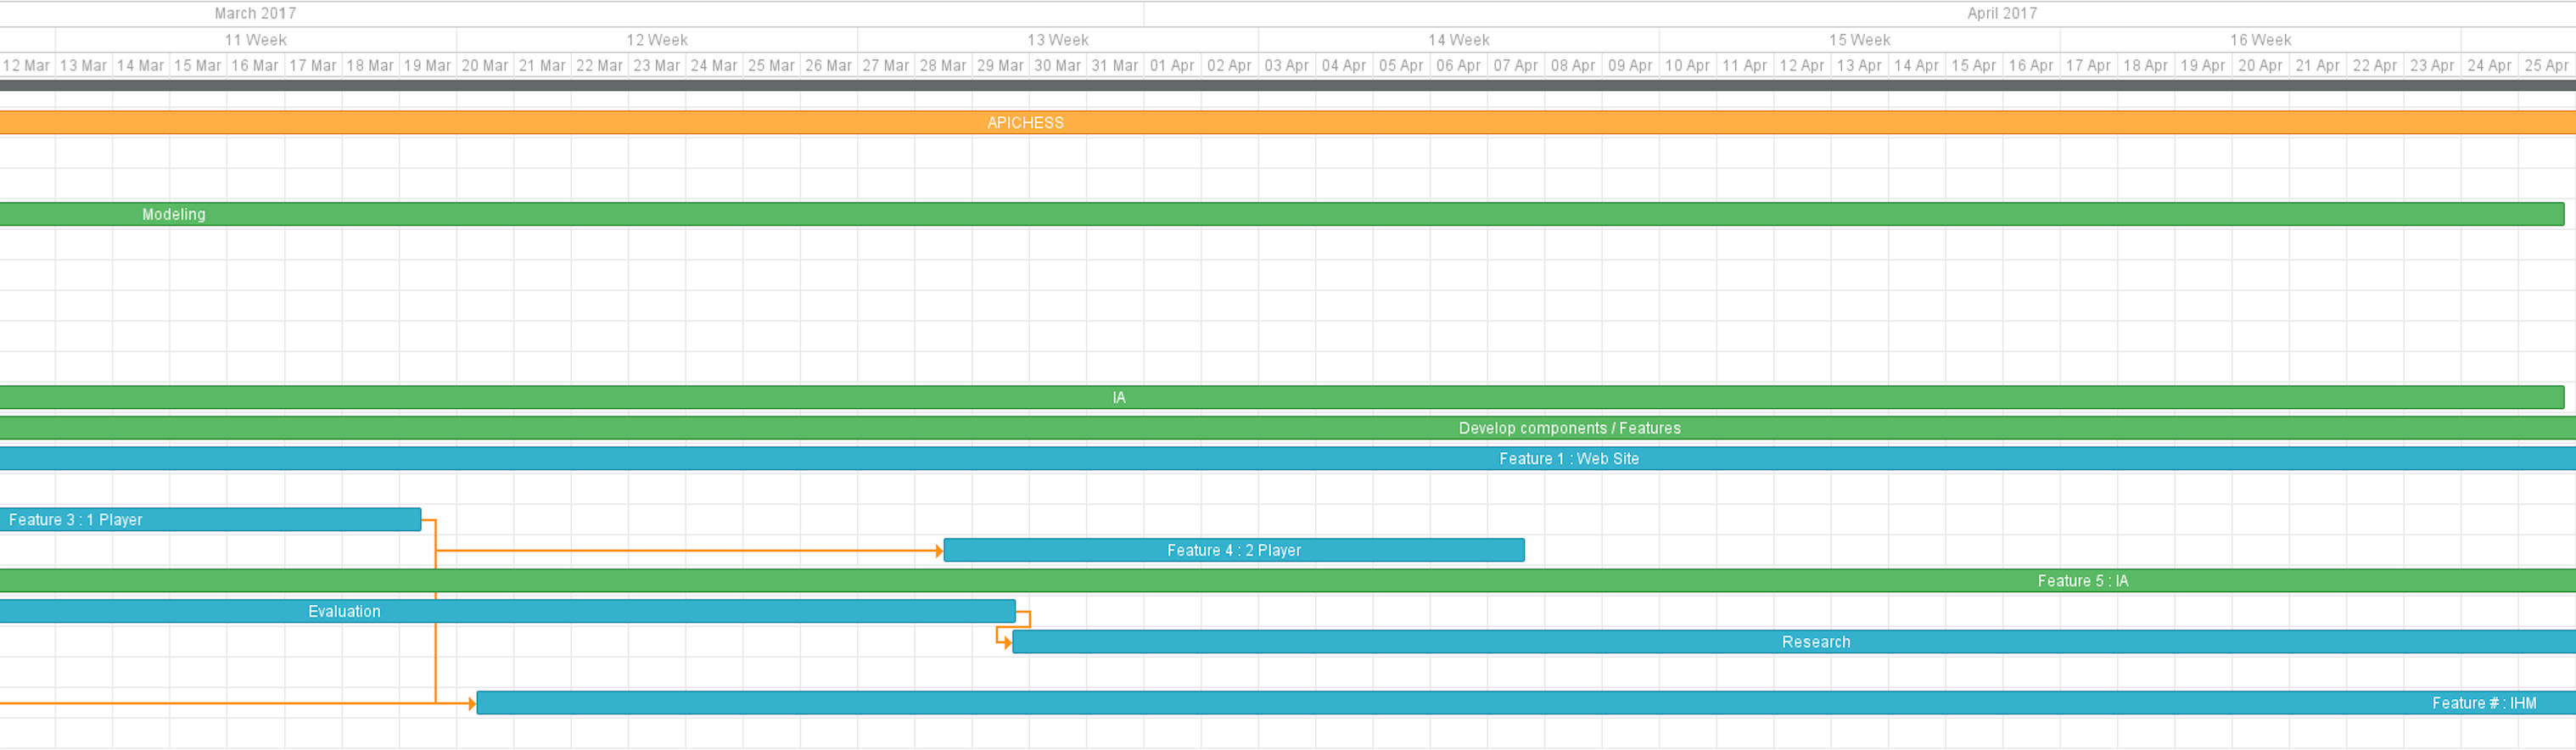 March 2017 April 2017
11 Week 12 Week 13 Week 14 Week 15 Week 16 Week
12 Mar 13 Mar 14 Mar 15 Mar 16 Mar 17 Mar 18 Mar 19 Mar 20 Mar 21 Mar 22 Mar 23 Mar 24 Mar 25 Mar 26 Mar 27 Mar 28 Mar 29 Mar 30 Mar 31 Mar 01 Apr 02 Apr 03 Apr 04 Apr 05 Apr 06 Apr 07 Apr 08 Apr 09 Apr 10 Apr 11 Apr 12 Apr 13 Apr 14 Apr 15 Apr 16 Apr 17 Apr 18 Apr 19 Apr 20 Apr 21 Apr 22 Apr 23 Apr 24 Apr 25 Apr
APICHESS
Modeling
IA
Develop components / Features
Feature 1 : Web Site
Feature 3 : 1 Player
Feature 4 : 2 Player
Feature 5 : IA
Evaluation
Research
Feature # : IHM